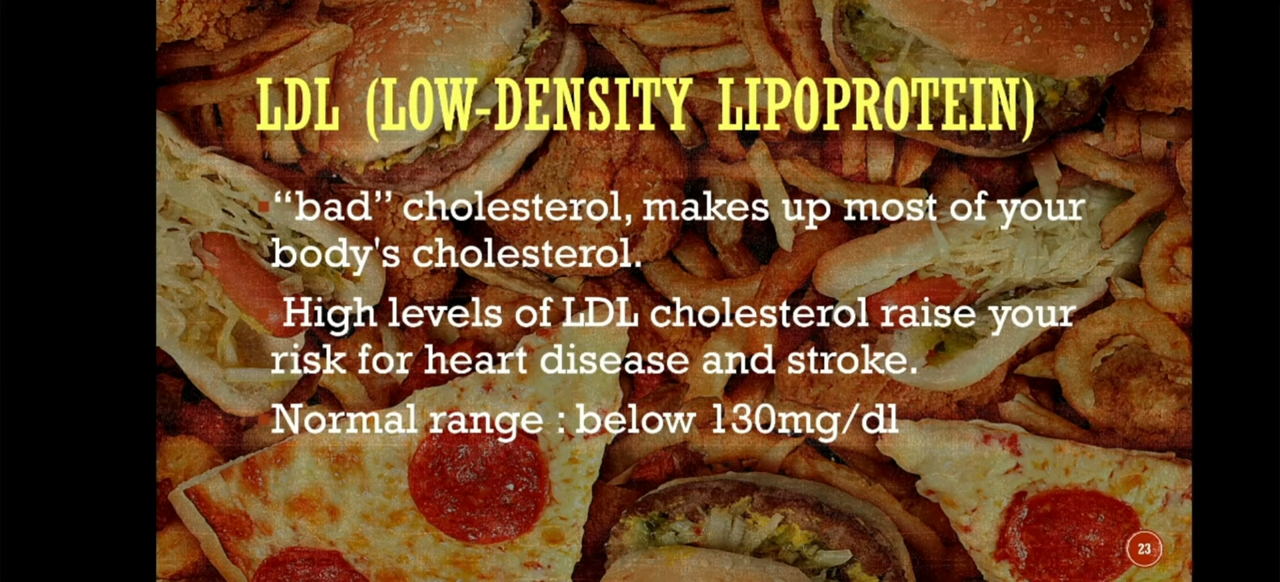 LDL (LOW-DENSITY LIPOPROTEIN)
“bad” cholesterol, makes up most of your
body's cholesterol.
High levels of LDL cholesterol raise your
risk for heart disease and stroke.
Normal range : below 130mg/dl
23